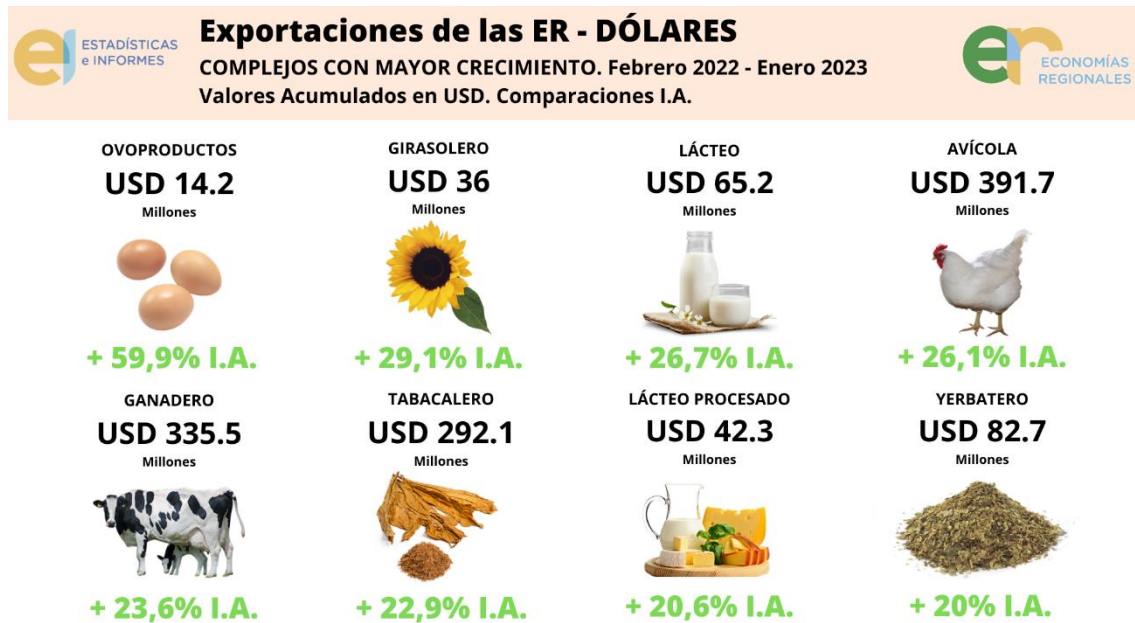 ESTADÍSTICAS
e INFORMES
Exportaciones de las ER - DÓLARES
COMPLEJOS CON MAYOR CRECIMIENTO. Febrero 2022 - Enero 2023
Valores Acumulados en USD. Comparaciones I.A.
er
ECONOMÍAS
REGIONALES
OVOPRODUCTOS
USD 14.2
Millones
+ 59,9% I.A.
GIRASOLERO
USD 36
Millones
+ 29,1% I.A.
LÁCTEO
USD 65.2
Millones
+ 26,7% I.A.
AVÍCOLA
USD 391.7
Millones
+ 26,1% I.A.
GANADERO
USD 335.5
Millones
+ 23,6% I.A.
TABACALERO
USD 292.1
Millones
+ 22,9% I.A.
LÁCTEO PROCESADO
USD 42.3
Millones
+ 20,6% I.A.
YERBATERO
USD 82.7
Millones
+ 20% I.A.